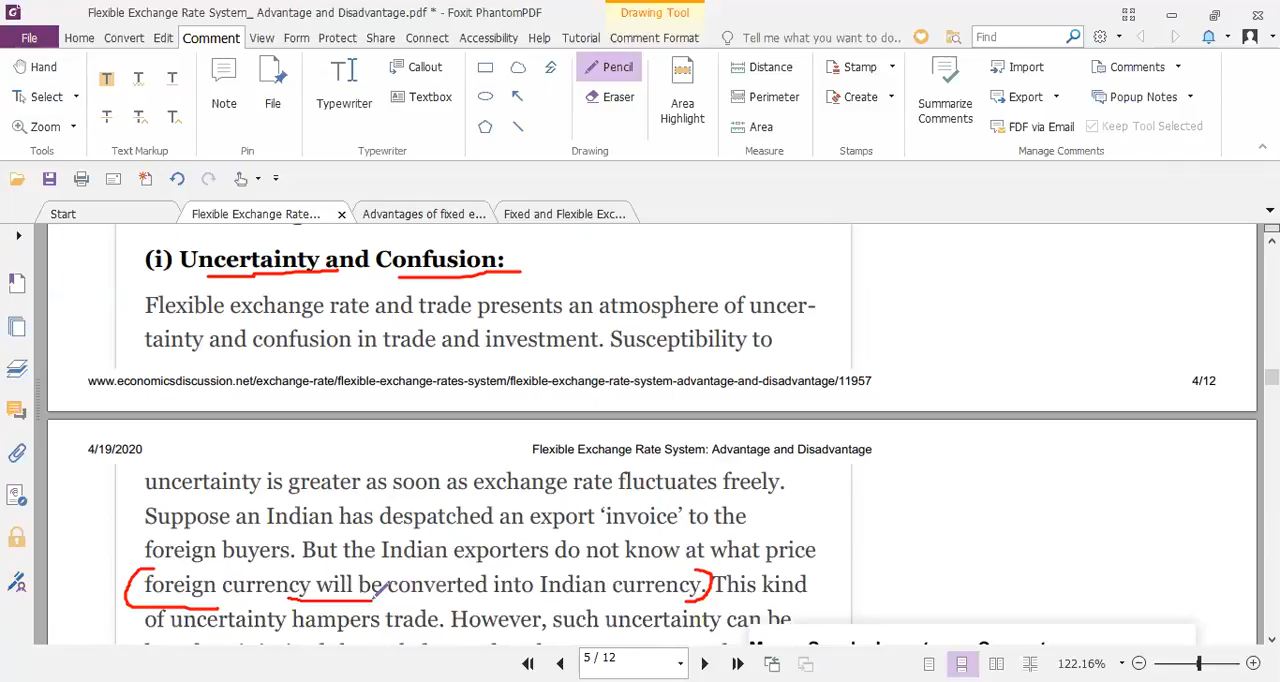 Flexible Exchange Rate System_ Advantage and Disadvantage.pdf * - Foxit PhantomPDF
Drawing Tool
File Home Convert Edit Comment View Form Protect Share Connect Accessibility Help Tutorial Comment Format Tell me what you want to do.. Find
Hand
Select
Zoom
Tools
Text Markup
Note
File
Pin
Typewriter
Callout
Textbox
Typewriter
Pencil
Eraser
Area
Highlight
Drawing
Distance
Perimeter
Area
Measure
Stamp
Create
Stamps
Summarize
Comments
Import
Export
FDF via Email
Comments
Popup Notes
Keep Tool Selected
Manage Comments
Start
Flexible Exchange Rate...
Advantages of fixed e...
Fixed and Flexible Exc...
(i) Uncertainty and Confusion:
Flexible exchange rate and trade presents an atmosphere of uncer-
tainty and confusion in trade and investment. Susceptibility to
www.economicsdiscussion.net/exchange-rate/flexible-exchange-rates-system/flexible-exchange-rate-system-advantage-and-disadvantage/11957 4/12
4/19/2020 Flexible Exchange Rate System: Advantage and Disadvantage
uncertainty is greater as soon as exchange rate fluctuates freely.
Suppose an Indian has despatched an export ‘invoice’ to the
foreign buyers. But the Indian exporters do not know at what price
foreign currency will be converted into Indian currency. This kind
of uncertainty hampers trade. However, such uncertainty can be
5 / 12
122.16%